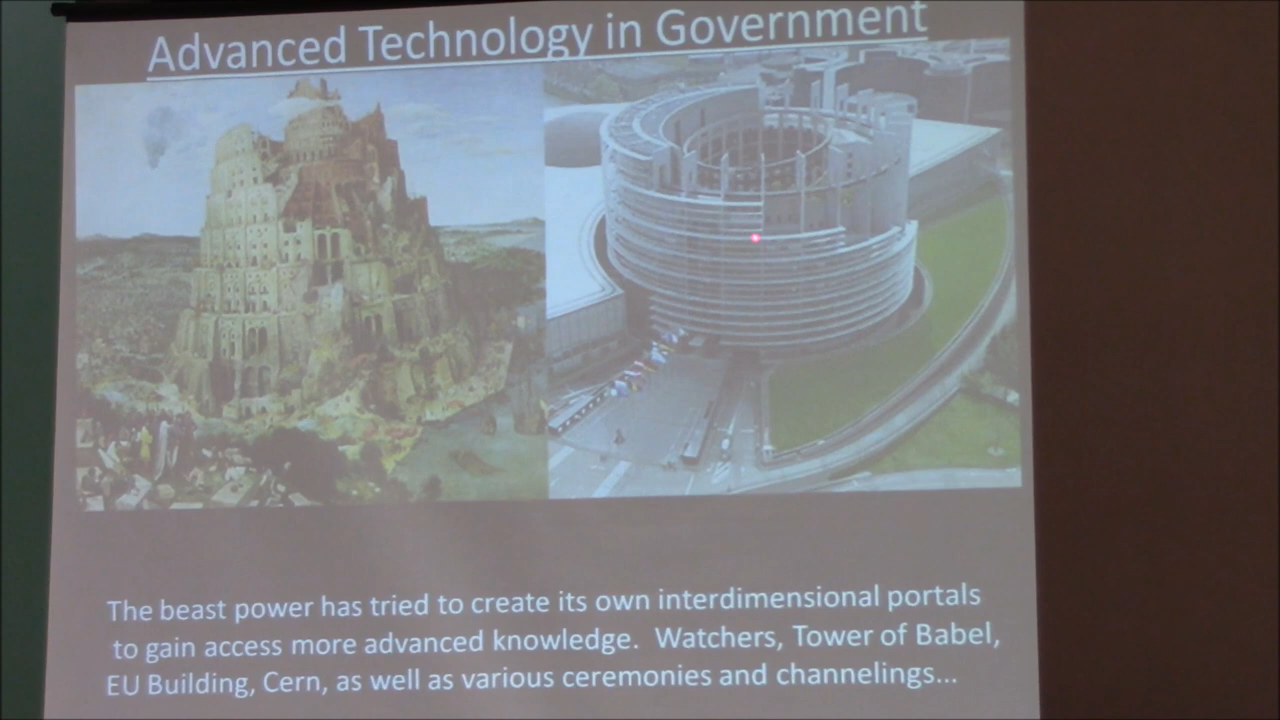 Advanced Technology in Government
The beast power has tried to create its own interdimensional portals
to gain access more advanced knowledge. Watchers, Tower of Babel,
EU Building, Cern, as well as various ceremonies and channelings...